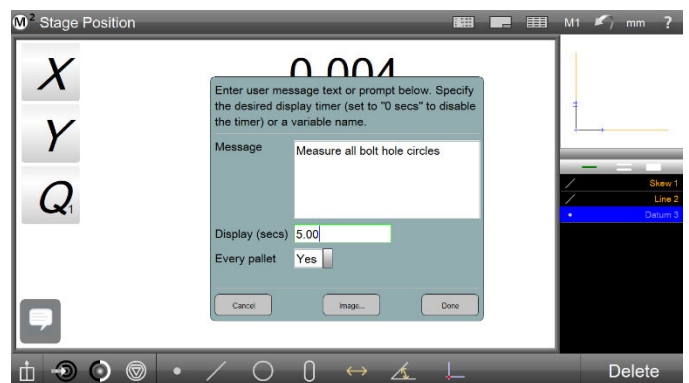 M² Stage Position
M1
mm
?
X
0.004
Y
Q1
Enter user message text or prompt below. Specify
the desired display timer (set to "0 secs" to disable
the timer) or a variable name.
Message
Measure all bolt hole circles
Display (secs) 5.00
Every pallet Yes
Cancel
Image...
Done
Skew 1
Line 2
Datum 3
Delete